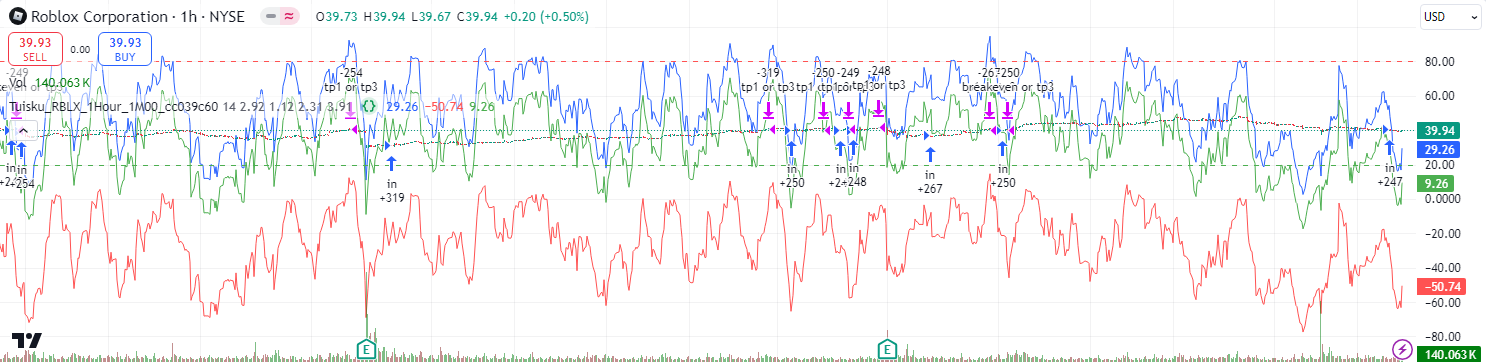 Roblox Corporation · 1h · NYSE
O39.73 H39.94 L39.67 C39.94 +0.20 (+0.50%)
USD
39.93
SELL
0.00
39.93
BUY
-249
Vol 140.063 K
Tuisku_RBLX_1Hour_1M00_cc039c60 14 2.92 1.12 2.31 3.91 29.26 −50.74 9.26
-254
tp1 or tp3
-319
tp1 or tp3
-250
-249
-248
tp3
-267
250
breakeven or tp3
in
in
+254
in
+319
in
+250
in
+248
in
+267
in
+250
in
+247
80.00
60.00
39.94
29.26
20.00
9.26
0.0000
−20.00
−40.00
−50.74
−60.00
−80.00
140.063 K
E
E